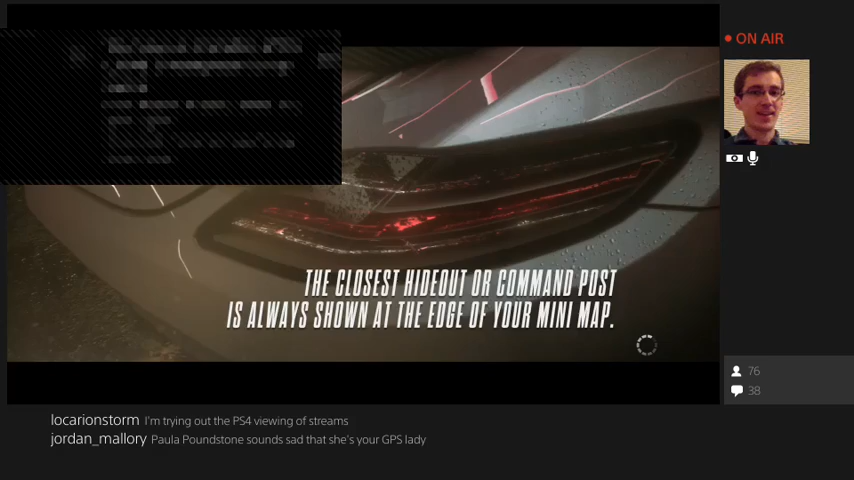 ON AIR
THE CLOSEST HIDEOUT OR COMMAND POST
IS ALWAYS SHOWN AT THE EDGE OF YOUR MINI MAP.
76
38
locarionstorm I'm trying out the PS4 viewing of streams
jordan_mallory Paula Poundstone sounds sad that she's your GPS lady